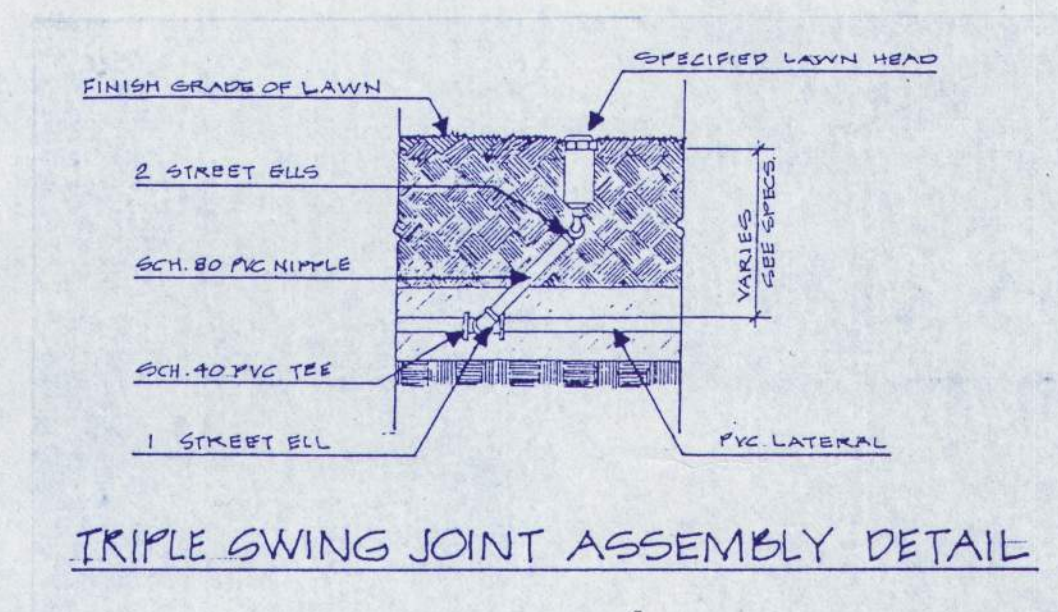 SPECIFIED LAWN HEAD
FINISH GRADE OF LAWN
2 STREET ELLS
VARIES
SEE SPECS.
SCH. 80 PVC NIPPLE
SCH. 40 PVC TEE
1 STREET ELL
PVC LATERAL
TRIPLE SWING JOINT ASSEMBLY DETAIL